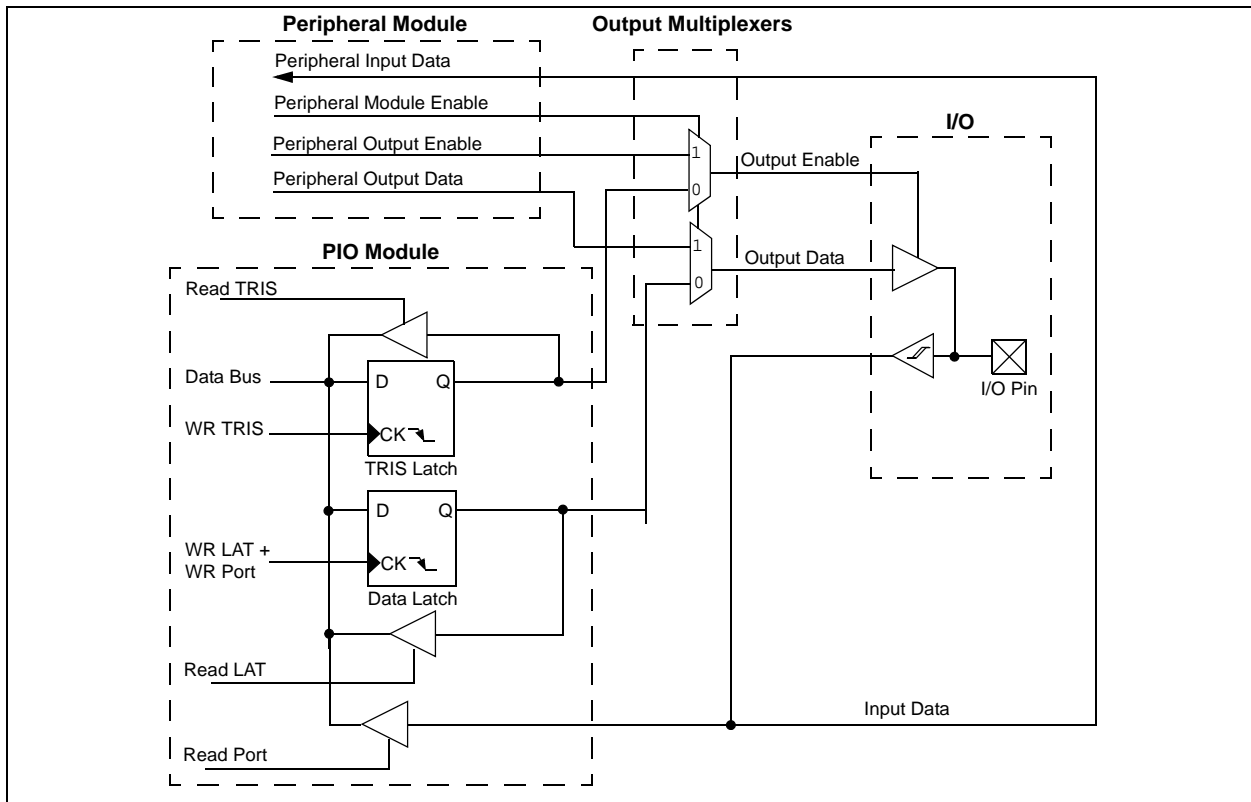 Peripheral Module
Output Multiplexers
Peripheral Input Data
Peripheral Module Enable
Peripheral Output Enable
Peripheral Output Data
1
0
Output Enable
1
0
Output Data
I/O
I/O Pin
PIO Module
Read TRIS
Data Bus
D
Q
WR TRIS
CK
TRIS Latch
D
Q
WR LAT +
WR Port
CK
Data Latch
Read LAT
Read Port
Input Data